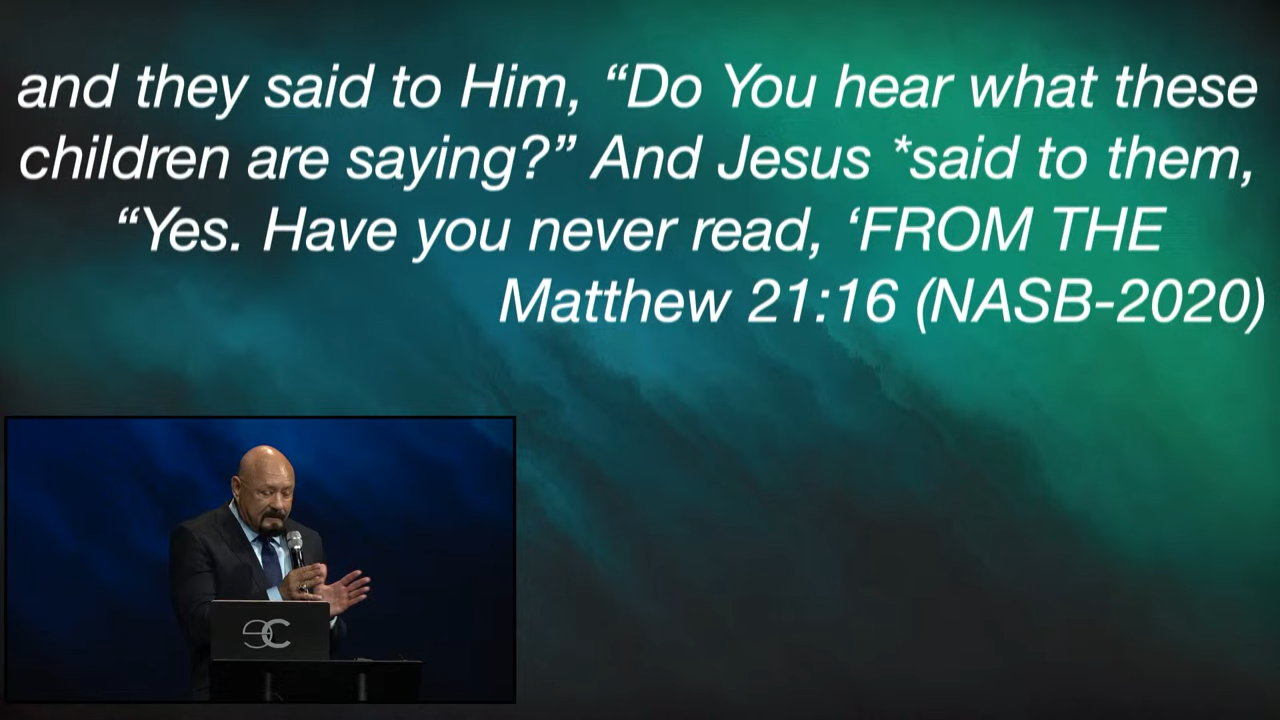 and they said to Him, “Do You hear what these
children are saying?” And Jesus *said to them,
“Yes. Have you never read, ‘FROM THE
Matthew 21:16 (NASB-2020)